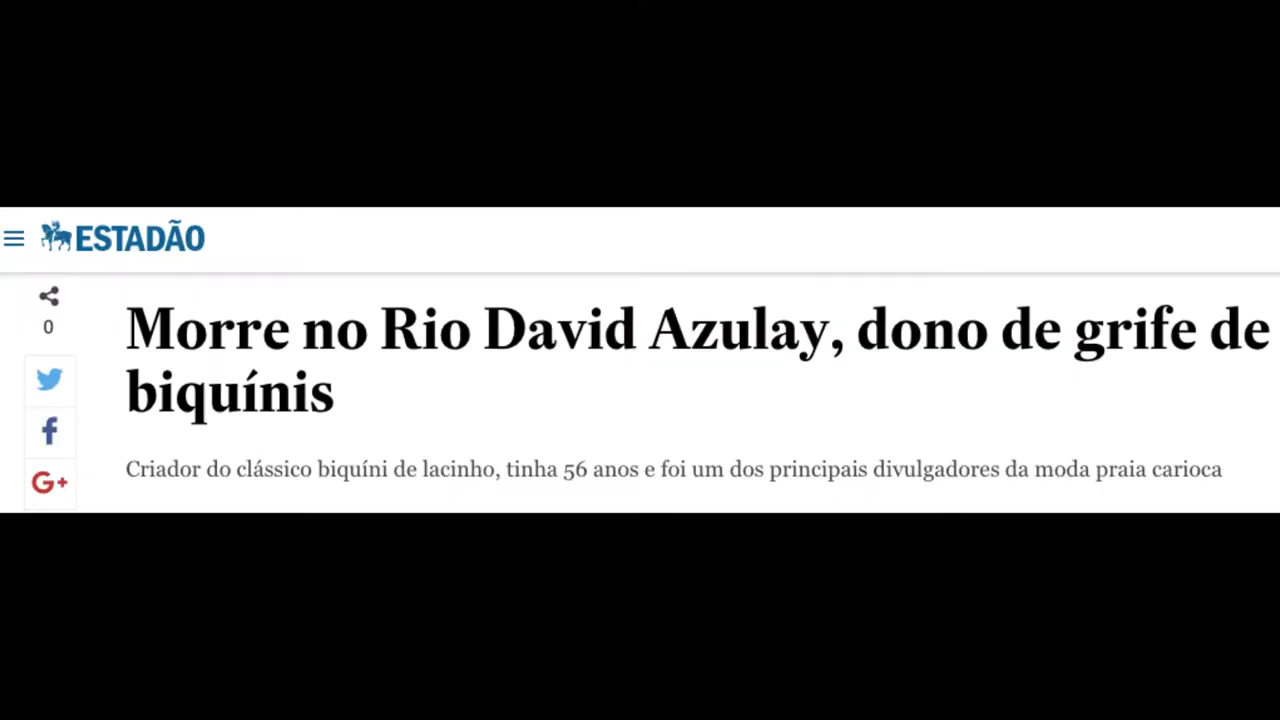 ESTADÃO
0
Morre no Rio David Azulay, dono de grife de
biquínis
Criador do clássico biquíni de lacinho, tinha 56 anos e foi um dos principais divulgadores da moda praia carioca
G+